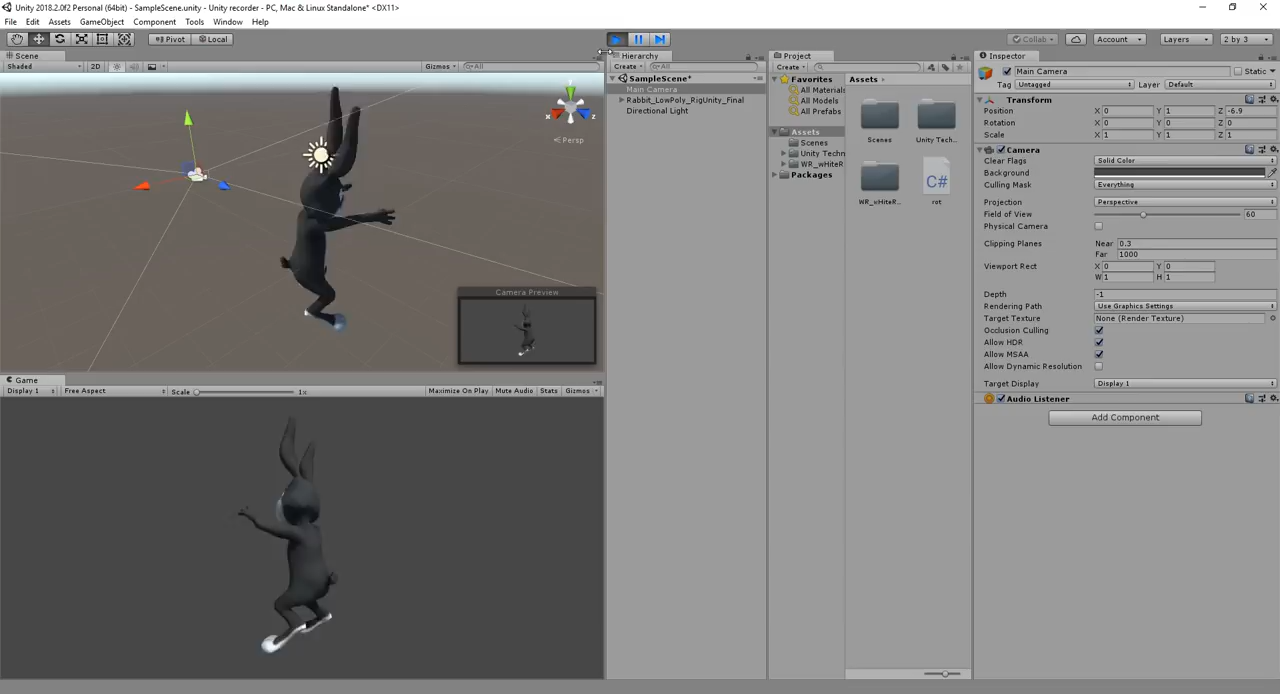 Unity 2018.2.0f2 Personal (64bit) - SampleScene.unity - Unity recorder - PC, Mac & Linux Standalone* <DX11>
File Edit Assets GameObject Component Tools Window Help
Pivot Local Collab Account Layers 2 by 3
Scene
Shaded 2D Gizmos All
x z
Persp
Camera Preview
Game
Display 1 Free Aspect Scale 1x Maximize On Play Mute Audio Stats Gizmos
Hierarchy
Create All
SampleScene*
Main Camera
Rabbit_LowPoly_RigUnity_Final
Directional Light
Project
Create
Favorites
All Materials
All Models
All Prefabs
Assets
Scenes
Unity Techn
WR_wHiteR
Packages
Assets
Scenes
Unity Tech...
WR_wHiteR...
C#
rot
Inspector
Main Camera Static
Tag Untagged Layer Default
Transform
Position X 0 Y 1 Z -6.9
Rotation X 0 Y 0 Z 0
Scale X 1 Y 1 Z 1
Camera
Clear Flags Solid Color
Background
Culling Mask Everything
Projection Perspective
Field of View 60
Physical Camera
Clipping Planes Near 0.3
Far 1000
Viewport Rect X 0 Y 0
W 1 H 1
Depth -1
Rendering Path Use Graphics Settings
Target Texture None (Render Texture)
Occlusion Culling
Allow HDR
Allow MSAA
Allow Dynamic Resolution
Target Display Display 1
Audio Listener
Add Component